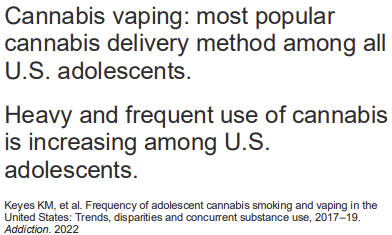 Cannabis vaping: most popular
cannabis delivery method among all
U.S. adolescents.
Heavy and frequent use of cannabis
is increasing among U.S.
adolescents.
Keyes KM, et al. Frequency of adolescent cannabis smoking and vaping in the
United States: Trends, disparities and concurrent substance use, 2017–19.
Addiction. 2022